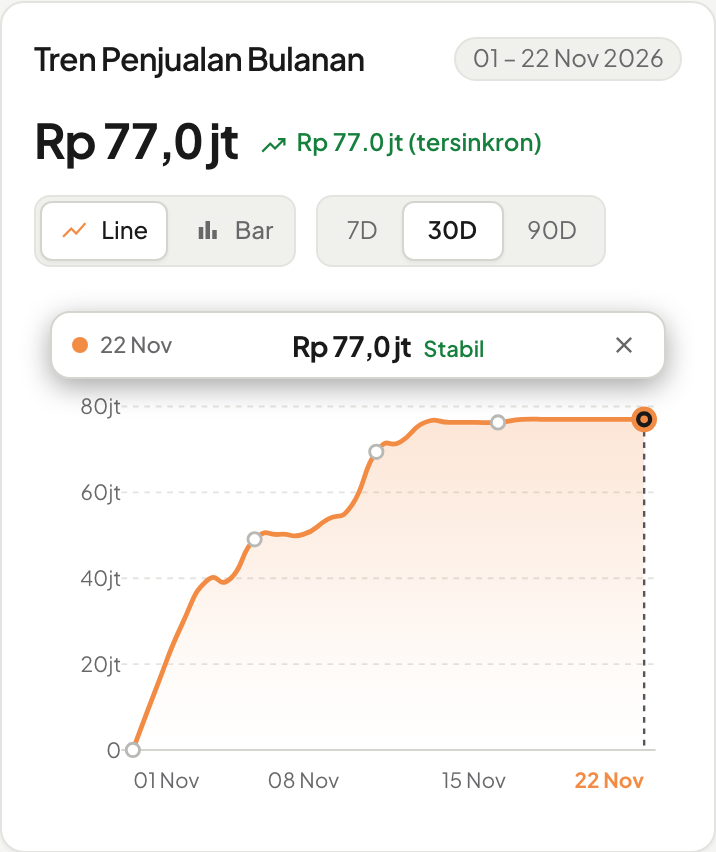 Tren Penjualan Bulanan
01 – 22 Nov 2026
Rp 77,0 jt
Rp 77.0 jt (tersinkron)
Line
Bar
7D
30D
90D
22 Nov
Rp 77,0 jt Stabil
80jt
60jt
40jt
20jt
0
01 Nov
08 Nov
15 Nov
22 Nov